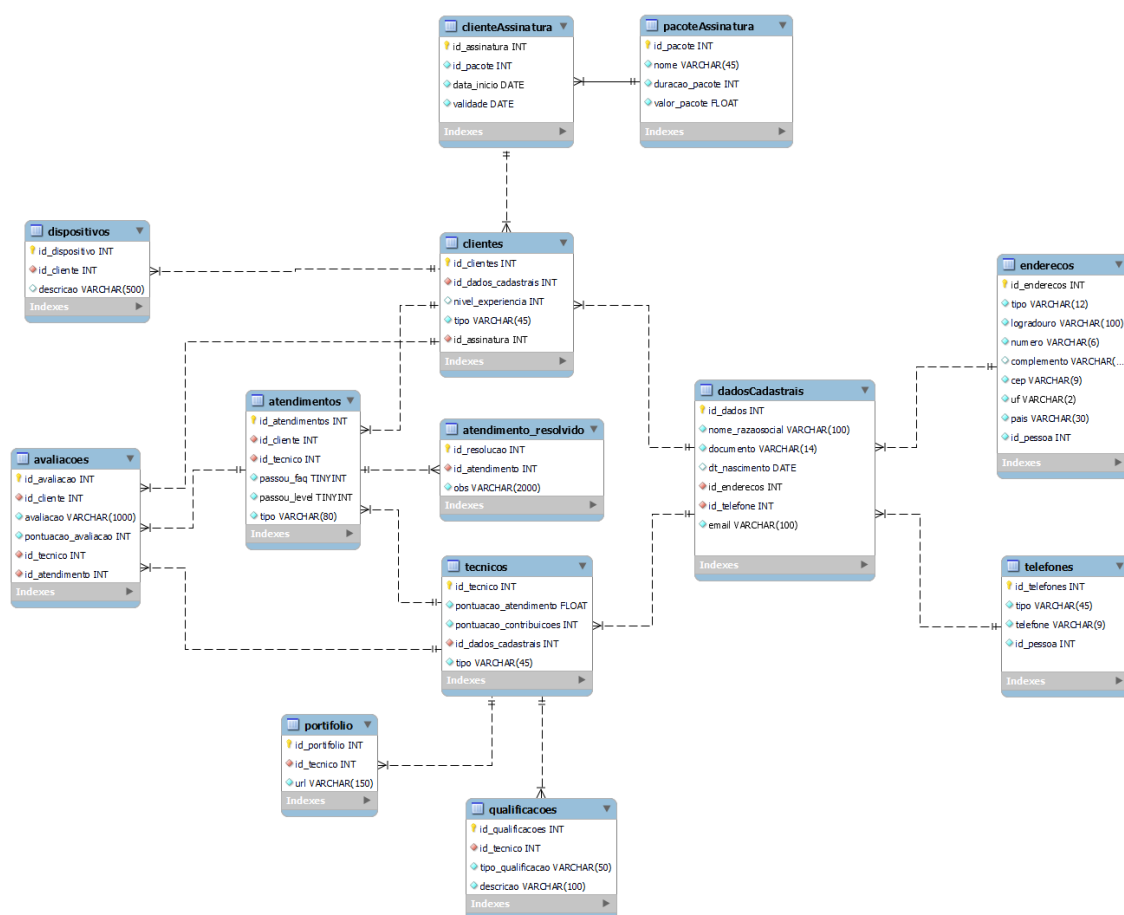 clienteAssinatura
id_assinatura INT
id_pacote INT
data_inicio DATE
validade DATE
Indexes
pacoteAssinatura
id_pacote INT
nome VARCHAR(45)
duracao_pacote INT
valor_pacote FLOAT
Indexes
dispositivos
id_dispositivo INT
id_cliente INT
descricao VARCHAR(500)
Indexes
clientes
id_clientes INT
id_dados_cadastrais INT
nivel_experiencia INT
tipo VARCHAR(45)
id_assinatura INT
Indexes
enderecos
id_enderecos INT
tipo VARCHAR(12)
logradouro VARCHAR(100)
numero VARCHAR(6)
complemento VARCHAR(...
cep VARCHAR(9)
uf VARCHAR(2)
pais VARCHAR(30)
id_pessoa INT
Indexes
atendimentos
id_atendimentos INT
id_cliente INT
id_tecnico INT
passou_faq TINYINT
passou_level TINYINT
tipo VARCHAR(80)
Indexes
atendimento_resolvido
id_resolucao INT
id_atendimento INT
obs VARCHAR(2000)
Indexes
dadosCadastrais
id_dados INT
nome_razaosocial VARCHAR(100)
documento VARCHAR(14)
dt_nascimento DATE
id_enderecos INT
id_telefone INT
email VARCHAR(100)
Indexes
avaliacoes
id_avaliacao INT
id_cliente INT
avaliacao VARCHAR(1000)
pontuacao_avaliacao INT
id_tecnico INT
id_atendimento INT
Indexes
tecnicos
id_tecnico INT
pontuacao_atendimento FLOAT
pontuacao_contribuicoes INT
id_dados_cadastrais INT
tipo VARCHAR(45)
Indexes
telefones
id_telefones INT
tipo VARCHAR(45)
telefone VARCHAR(9)
id_pessoa INT
Indexes
portifolio
id_portifolio INT
id_tecnico INT
url VARCHAR(150)
Indexes
qualificacoes
id_qualificacoes INT
id_tecnico INT
tipo_qualificacao VARCHAR(50)
descricao VARCHAR(100)
Indexes